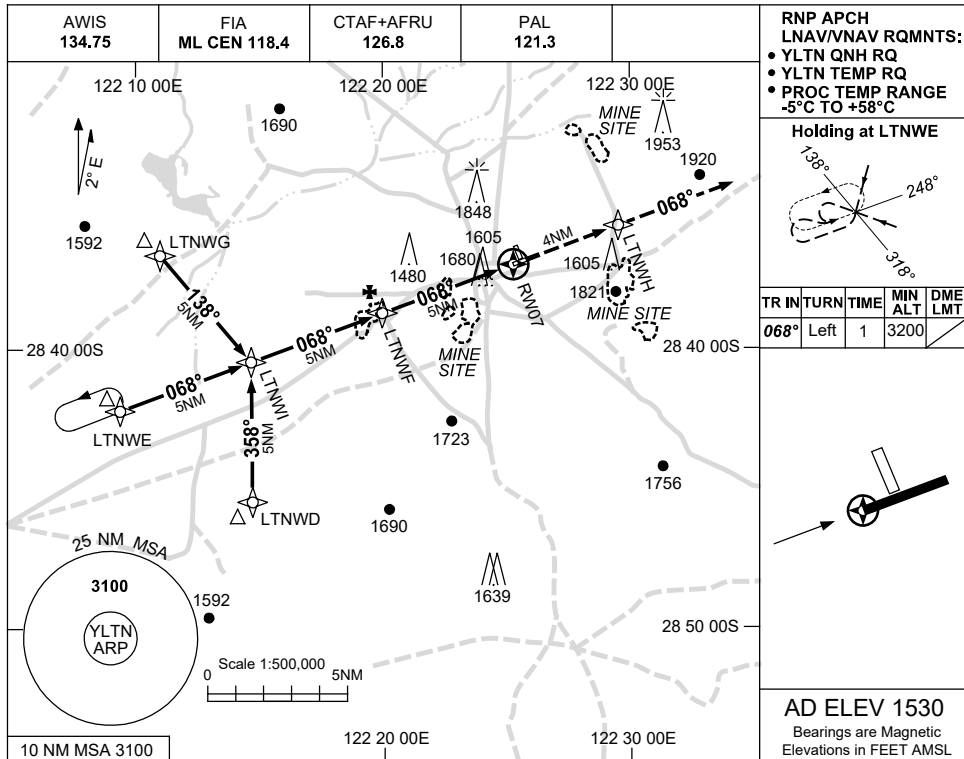 AWIS
134.75
FIA
ML CEN 118.4
CTAF+AFRU
126.8
PAL
121.3
RNP APCH
LNAV/VNAV RQMNTS:
• YLTN QNH RQ
• YLTN TEMP RQ
• PROC TEMP RANGE
-5°C TO +58°C
122 10 00E
122 20 00E
122 30 00E
1690
MINE
SITE
1953
1920
2° E
1848
1592
LTNWG
1605
1480
1680
068°
4NM
LTNWH
1605
1821
MINE SITE
RW07
068°
5NM
138°
5NM
068°
5NM
LTNWF
MINE
SITE
28 40 00S
28 40 00S
LTNWI
068°
5NM
LTNWE
358°
5NM
1723
1756
LTNWD
1690
25 NM MSA
3100
YLTN
ARP
1592
1639
28 50 00S
Scale 1:500,000
0
5NM
122 20 00E
122 30 00E
10 NM MSA 3100
Holding at LTNWE
138°
248°
318°
TR IN TURN TIME MIN ALT DME LMT
068° Left 1 3200
AD ELEV 1530
Bearings are Magnetic
Elevations in FEET AMSL